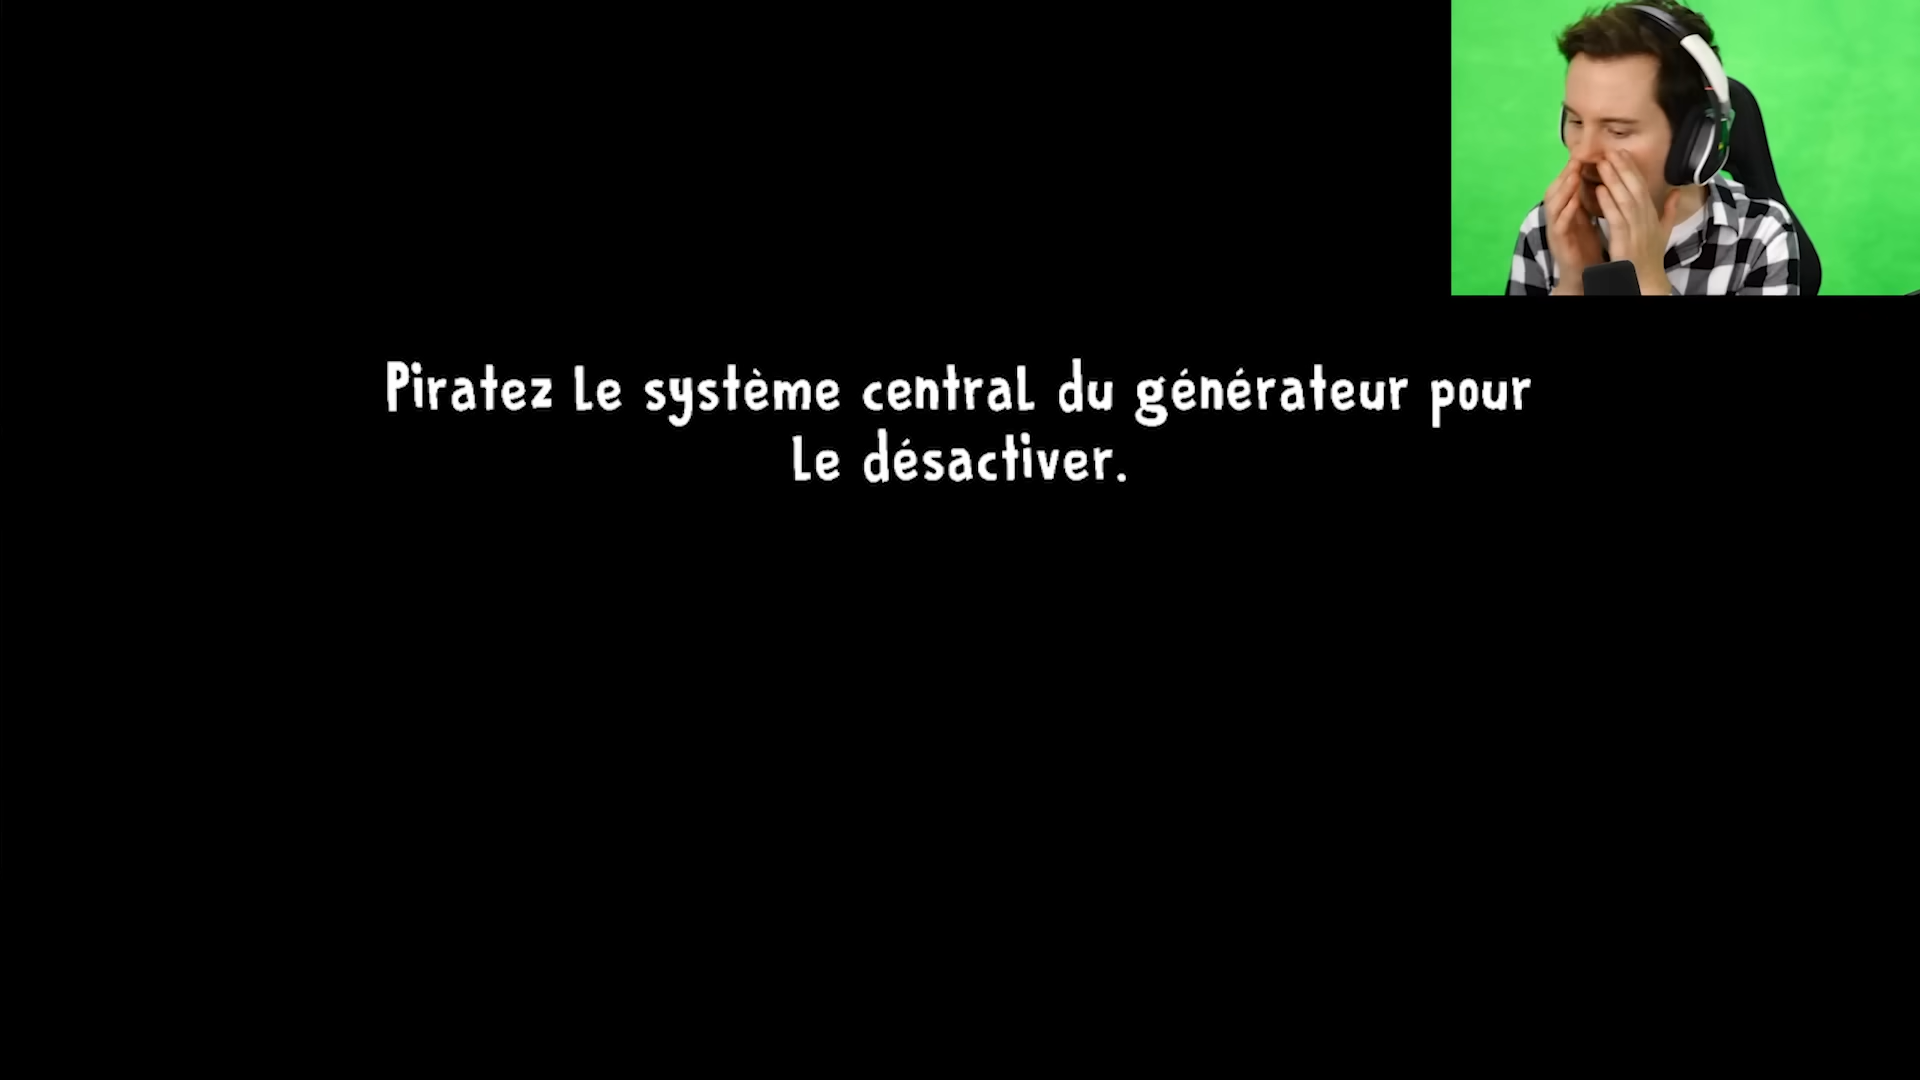 Piratez le système central du générateur pour
le désactiver.